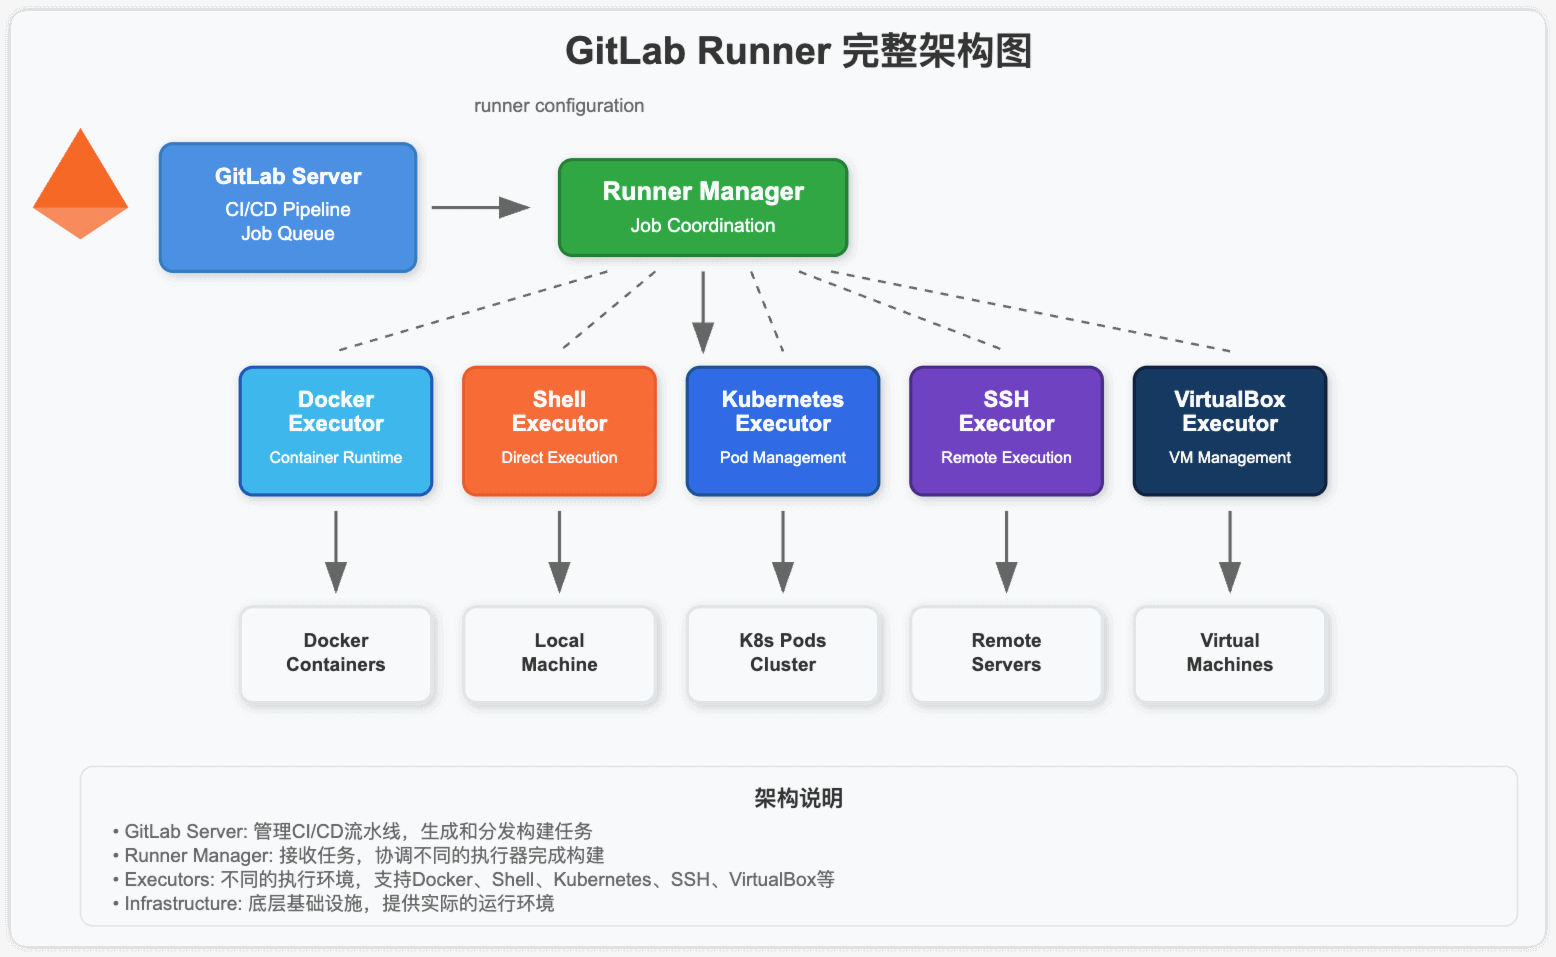 GitLab Runner 完整架构图
runner configuration
GitLab Server
CI/CD Pipeline
Job Queue
Runner Manager
Job Coordination
Docker
Executor
Container Runtime
Shell
Executor
Direct Execution
Kubernetes
Executor
Pod Management
SSH
Executor
Remote Execution
VirtualBox
Executor
VM Management
Docker
Containers
Local
Machine
K8s Pods
Cluster
Remote
Servers
Virtual
Machines
架构说明
• GitLab Server: 管理CI/CD流水线，生成和分发构建任务
• Runner Manager: 接收任务，协调不同的执行器完成构建
• Executors: 不同的执行环境，支持Docker、Shell、Kubernetes、SSH、VirtualBox等
• Infrastructure: 底层基础设施，提供实际的运行环境